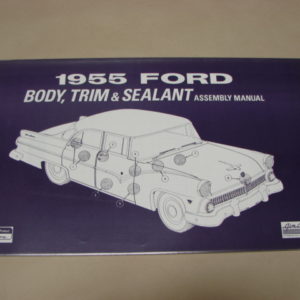 1955 FORD
BODY, TRIM & SEALANT ASSEMBLY MANUAL